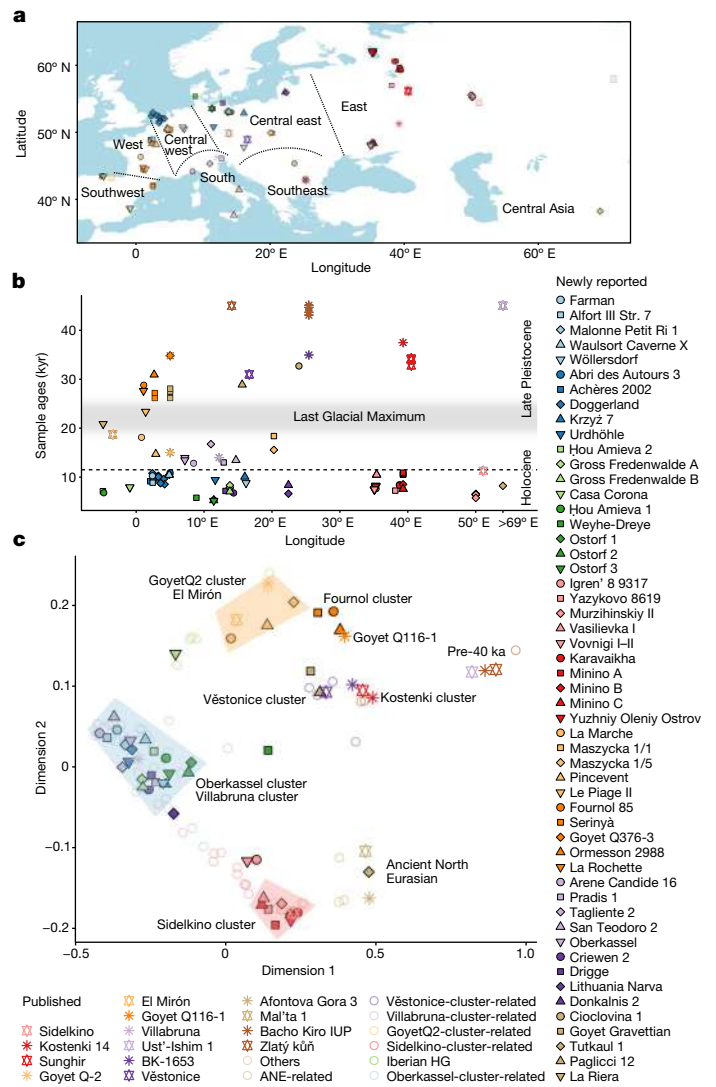 a
60° N
50° N
40° N
Latitude
West
Central
west
Central east
East
Southwest
South
Southeast
Central Asia
0°
20° E
40° E
60° E
Longitude
b
40
30
20
10
Sample ages (kyr)
Last Glacial Maximum
Late Pleistocene
Holocene
0°
10° E
20° E
30° E
40° E
50° E
>69° E
Longitude
c
0.2
0.1
0
−0.1
−0.2
Dimension 2
GoyetQ2 cluster
El Mirón
Fournol cluster
Goyet Q116-1
Pre-40 ka
Věstonice cluster
Kostenki cluster
Oberkassel cluster
Villabruna cluster
Ancient North
Eurasian
Sidelkino cluster
−0.5
0
0.5
1.0
Dimension 1
Newly reported
Farman
Alfort III Str. 7
Malonne Petit Ri 1
Waulsort Caverne X
Wöllersdorf
Abri des Autours 3
Achères 2002
Doggerland
Krzyż 7
Urdhöhle
Hou Amieva 2
Gross Fredenwalde A
Gross Fredenwalde B
Casa Corona
Hou Amieva 1
Weyhe-Dreye
Ostorf 1
Ostorf 2
Ostorf 3
Igren' 8 9317
Yazykovo 8619
Murzihinskiy II
Vasilievka I
Vovnigi I–II
Karavaikha
Minino A
Minino B
Minino C
Yuzhniy Oleniy Ostrov
La Marche
Maszycka 1/1
Maszycka 1/5
Pincevent
Le Piage II
Fournol 85
Serinyà
Goyet Q376-3
Ormesson 2988
La Rochette
Arene Candide 16
Pradis 1
Tagliente 2
San Teodoro 2
Oberkassel
Criewen 2
Drigge
Lithuania Narva
Donkalnis 2
Cioclovina 1
Goyet Gravettian
Tutkaul 1
Paglicci 12
La Riera
Published
Sidelkino
Kostenki 14
Sunghir
Goyet Q-2
El Mirón
Goyet Q116-1
Villabruna
Ust'-Ishim 1
BK-1653
Věstonice
Afontova Gora 3
Mal'ta 1
Bacho Kiro IUP
Zlatý kůň
Others
ANE-related
Věstonice-cluster-related
Villabruna-cluster-related
GoyetQ2-cluster-related
Sidelkino-cluster-related
Iberian HG
Oberkassel-cluster-related